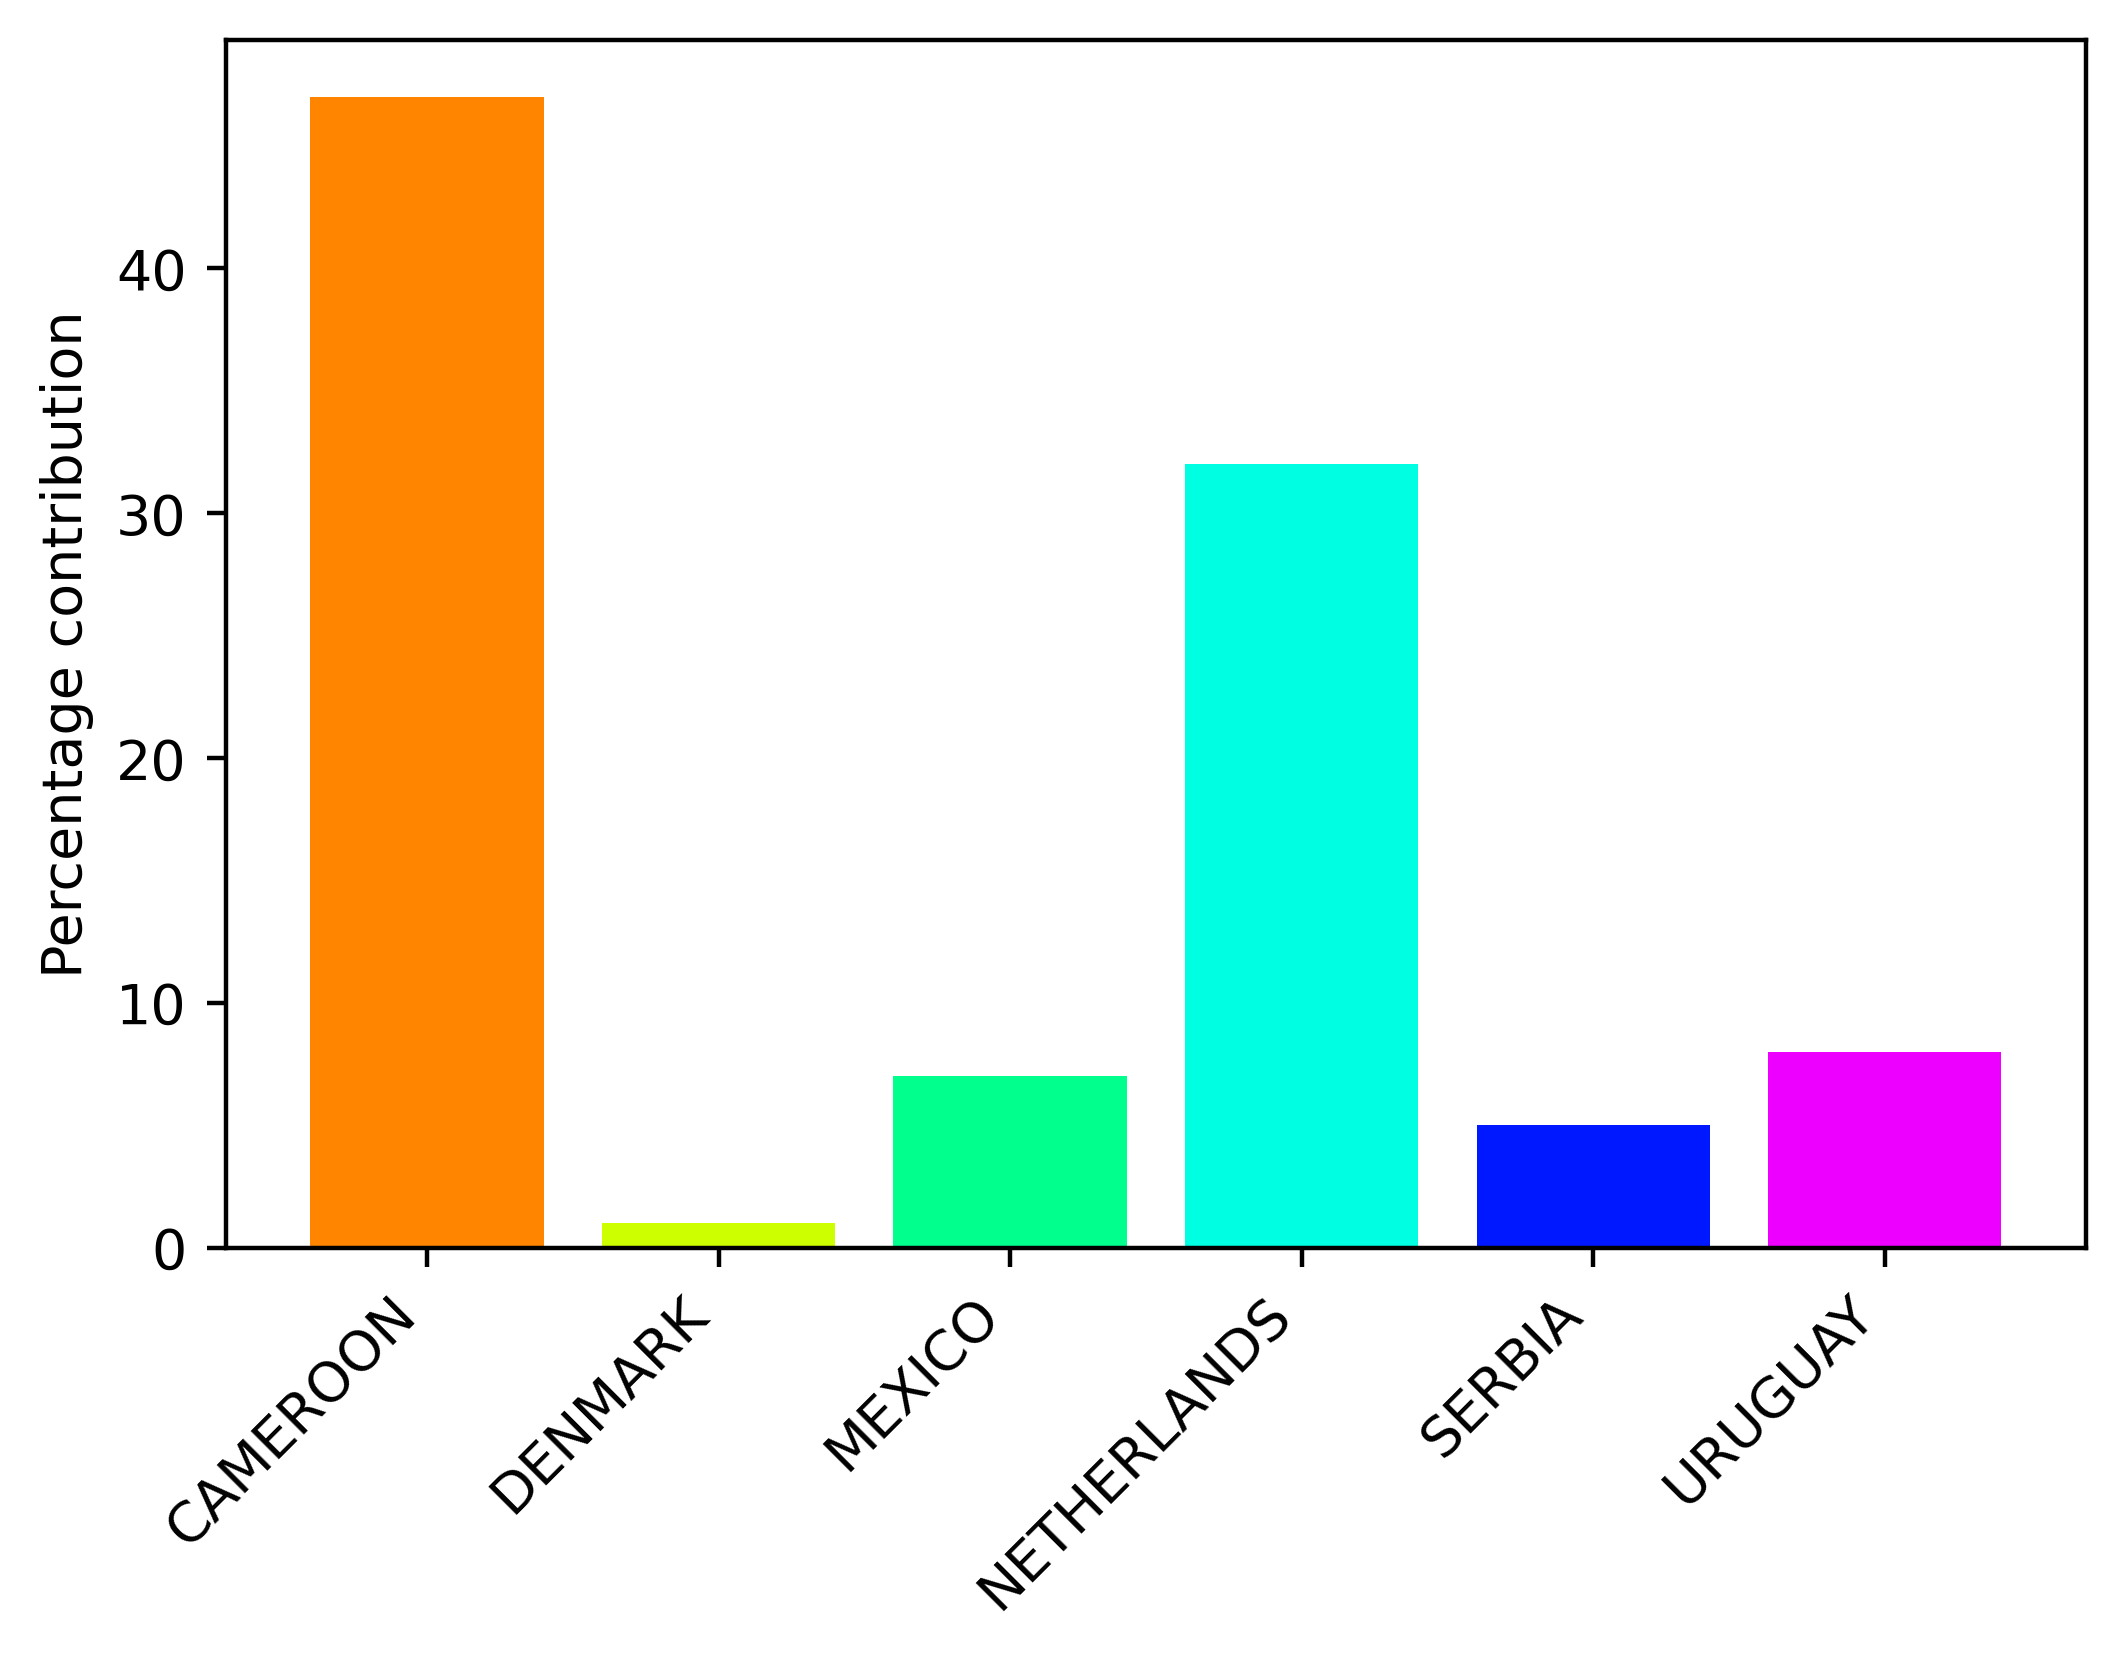 Percentage contribution
40
30
20
10
0
CAMEROON
DENMARK
MEXICO
NETHERLANDS
SERBIA
URUGUAY